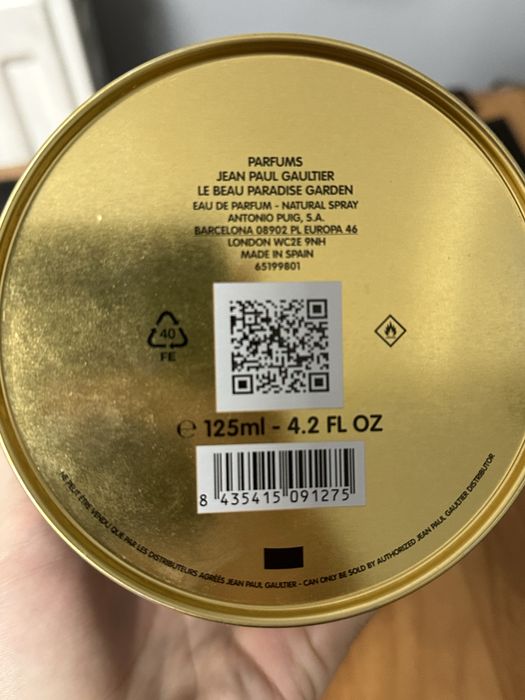 PARFUMS
JEAN PAUL GAULTIER
LE BEAU PARADISE GARDEN
EAU DE PARFUM - NATURAL SPRAY
ANTONIO PUIG, S.A.
BARCELONA 08902 PL EUROPA 46
LONDON WC2E 9NH
MADE IN SPAIN
65199801
40
FE
℮ 125ml - 4.2 FL OZ
8 435415 091275
NE PEUT ÊTRE VENDU QUE PAR LES DISTRIBUTEURS AGRÉÉS JEAN PAUL GAULTIER - CAN ONLY BE SOLD BY AUTHORIZED JEAN PAUL GAULTIER DISTRIBUTOR